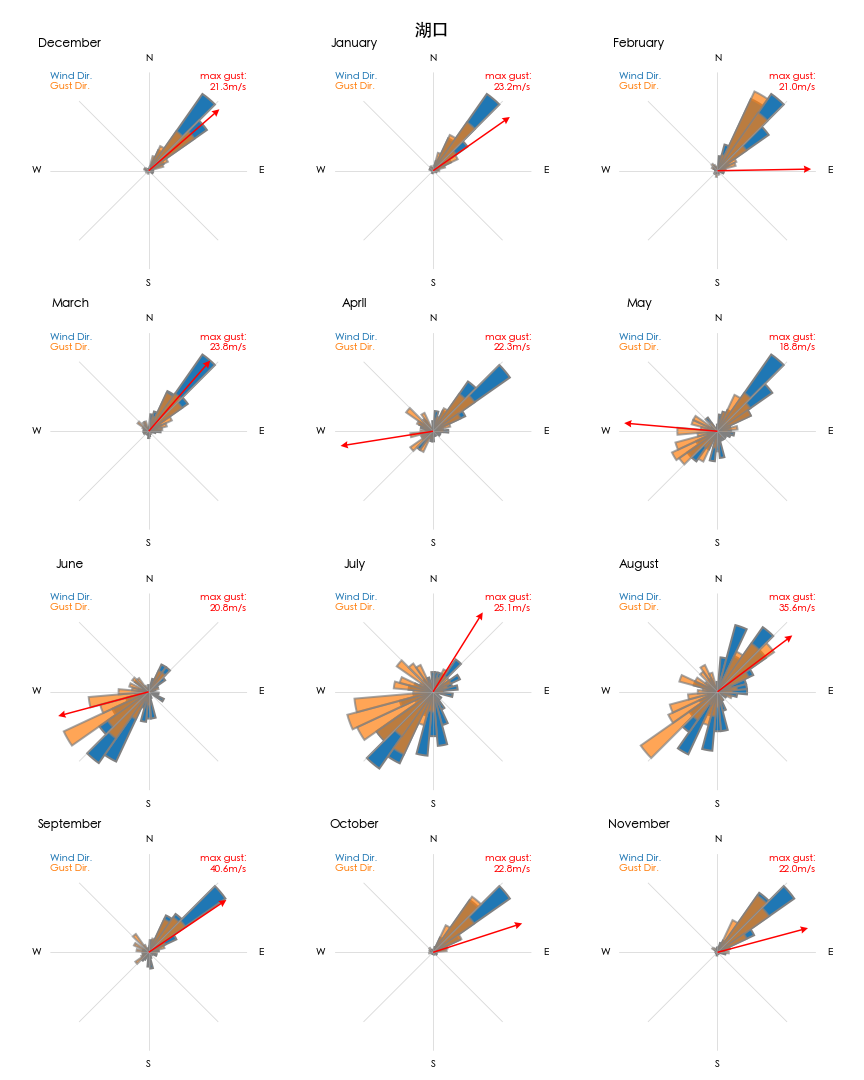 湖口
December
January
February
N
N
N
Wind Dir.
Gust Dir.
max gust:
21.3m/s
Wind Dir.
Gust Dir.
max gust:
23.2m/s
Wind Dir.
Gust Dir.
max gust:
21.0m/s
W
E
W
E
W
E
S
S
S
March
April
May
N
N
N
Wind Dir.
Gust Dir.
max gust:
23.8m/s
Wind Dir.
Gust Dir.
max gust:
22.3m/s
Wind Dir.
Gust Dir.
max gust:
18.8m/s
W
E
W
E
W
E
S
S
S
June
July
August
N
N
N
Wind Dir.
Gust Dir.
max gust:
20.8m/s
Wind Dir.
Gust Dir.
max gust:
25.1m/s
Wind Dir.
Gust Dir.
max gust:
35.6m/s
W
E
W
E
W
E
S
S
S
September
October
November
N
N
N
Wind Dir.
Gust Dir.
max gust:
40.6m/s
Wind Dir.
Gust Dir.
max gust:
22.8m/s
Wind Dir.
Gust Dir.
max gust:
22.0m/s
W
E
W
E
W
E
S
S
S